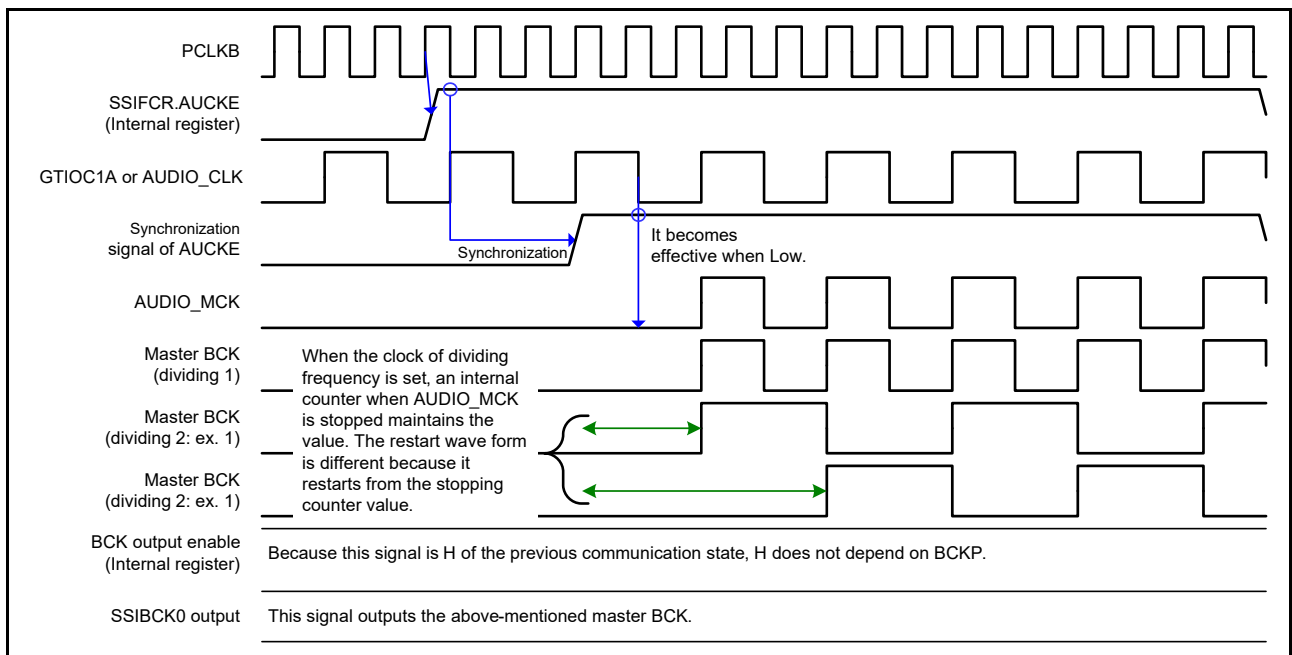 PCLKB
SSIFCR.AUCKE
(Internal register)
GTIOC1A or AUDIO_CLK
Synchronization
signal of AUCKE
Synchronization
It becomes
effective when Low.
AUDIO_MCK
Master BCK
(dividing 1)
When the clock of dividing
frequency is set, an internal
counter when AUDIO_MCK
is stopped maintains the
value. The restart wave form
is different because it
restarts from the stopping
counter value.
Master BCK
(dividing 2: ex. 1)
Master BCK
(dividing 2: ex. 1)
BCK output enable
(Internal register)
Because this signal is H of the previous communication state, H does not depend on BCKP.
SSIBCK0 output
This signal outputs the above-mentioned master BCK.